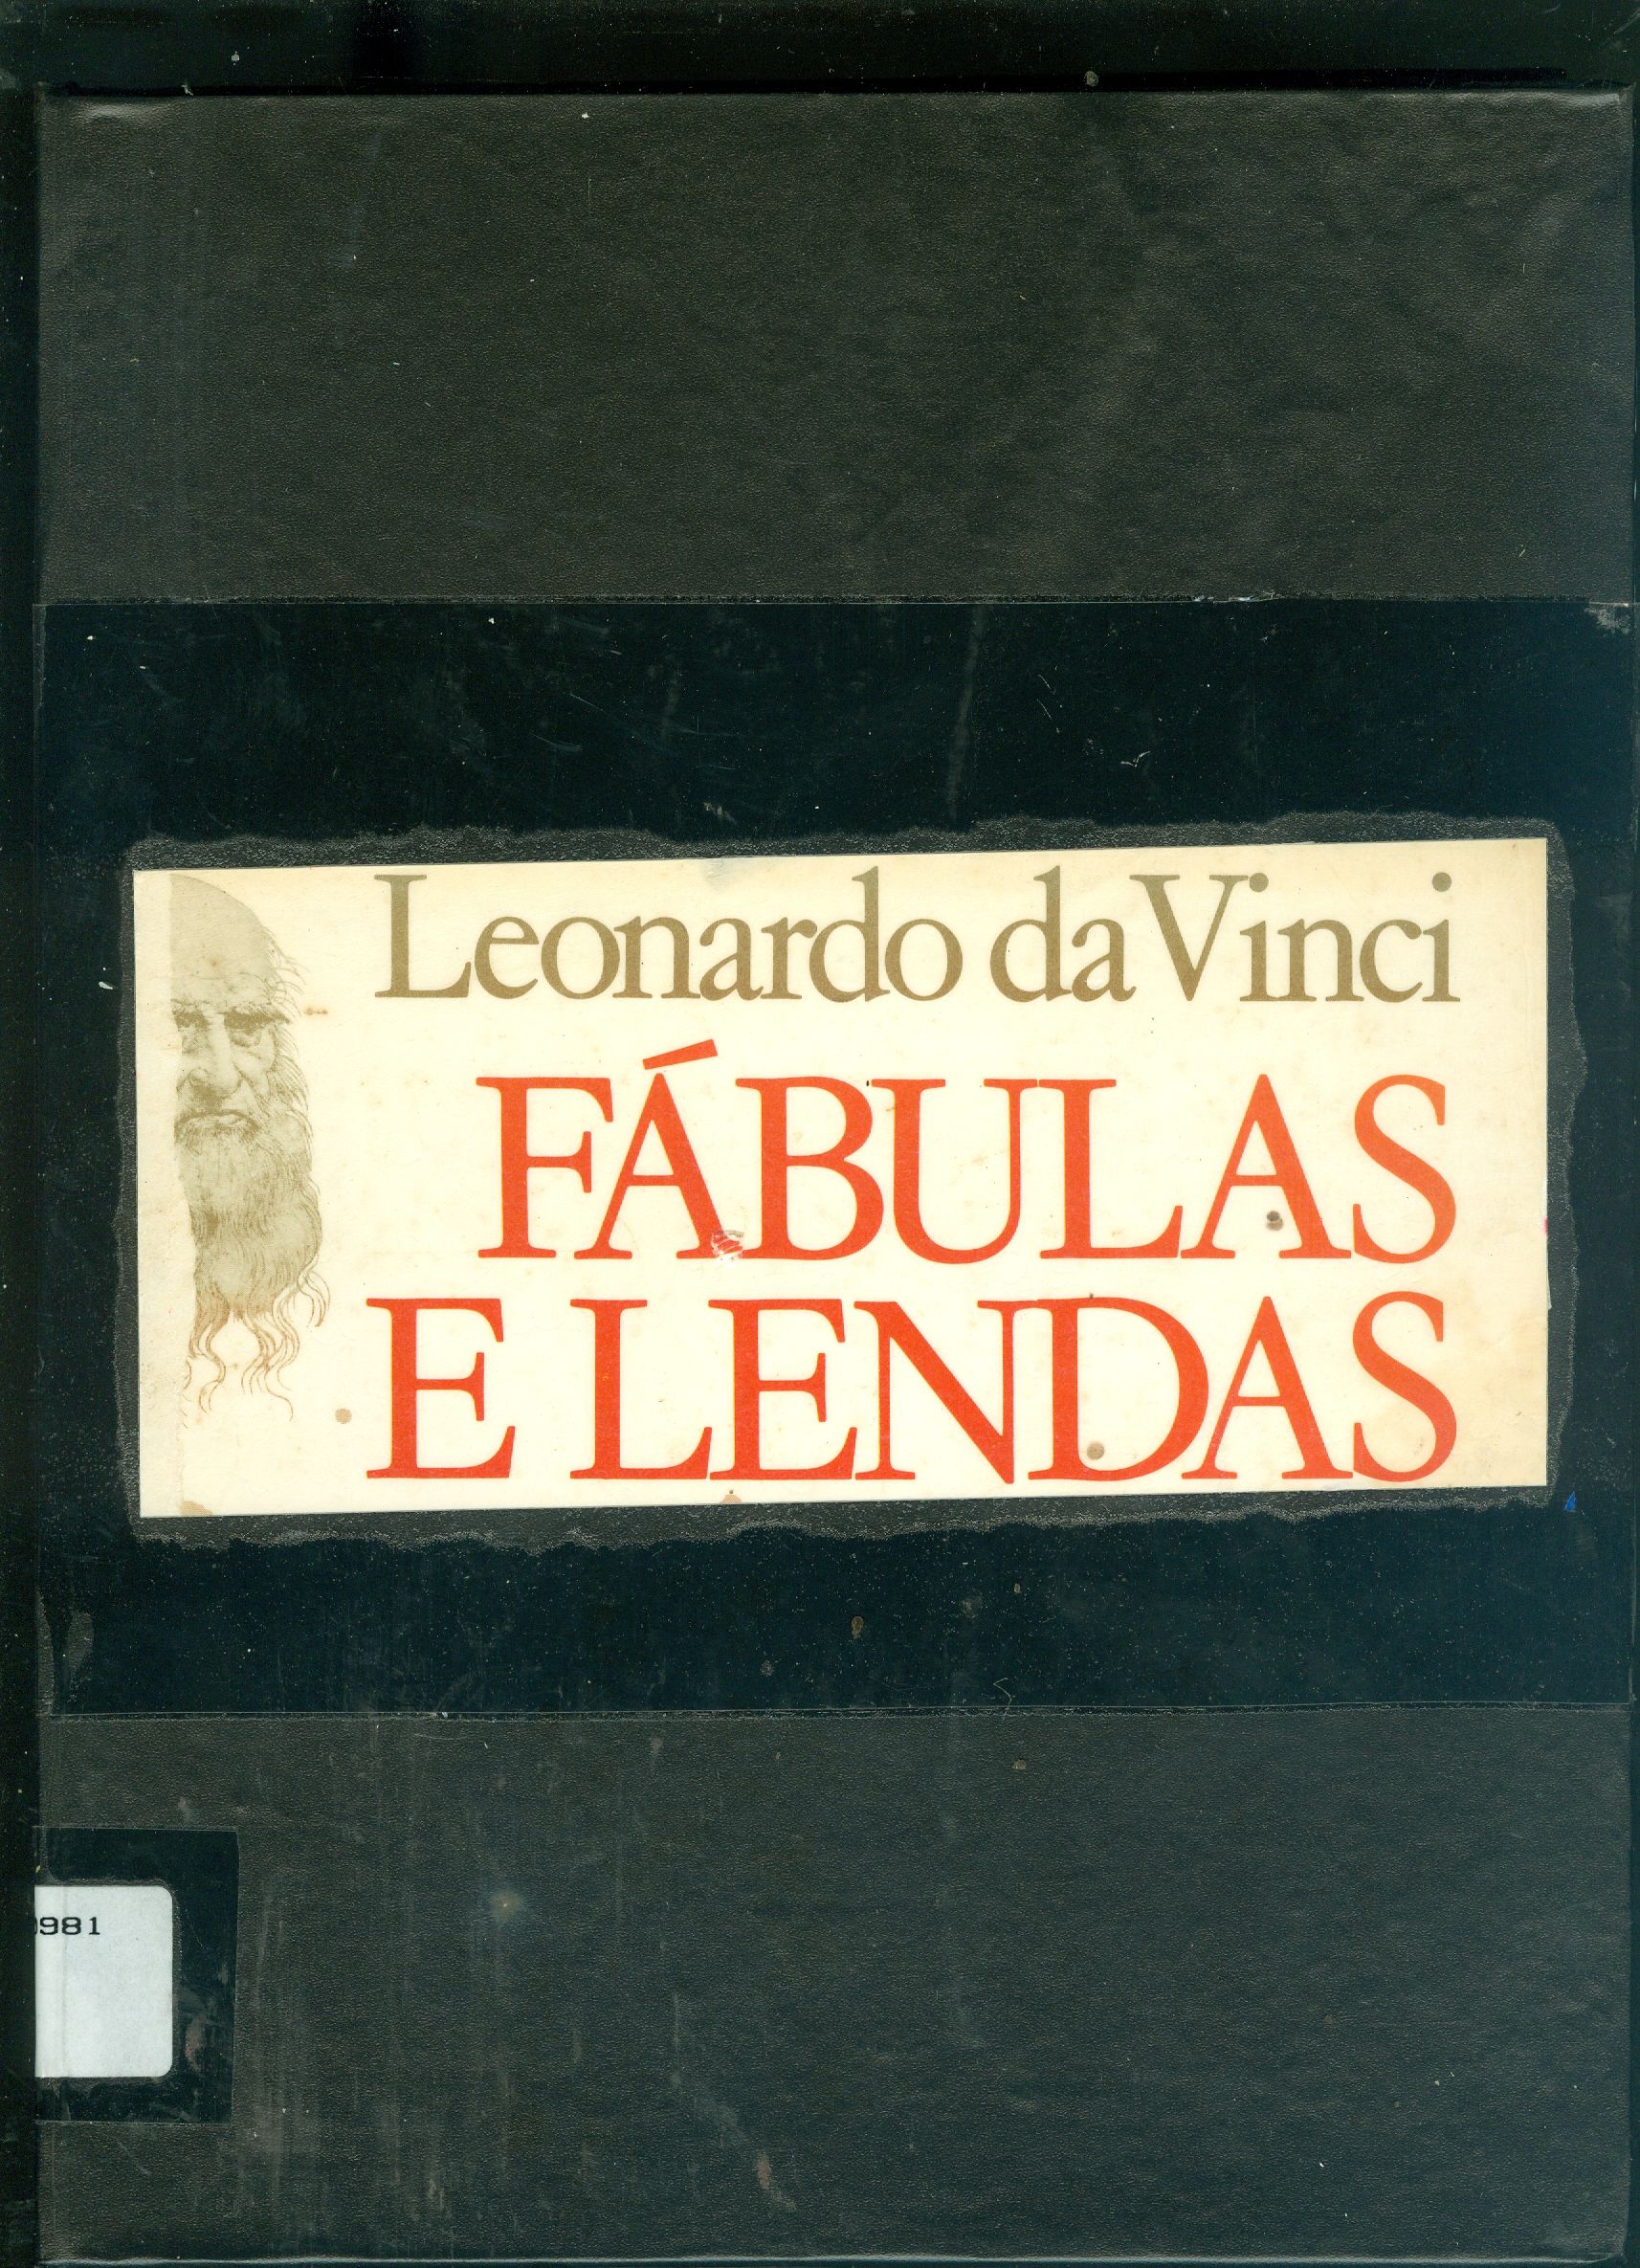 Leonardo da Vinci
FÁBULAS
E LENDAS
981